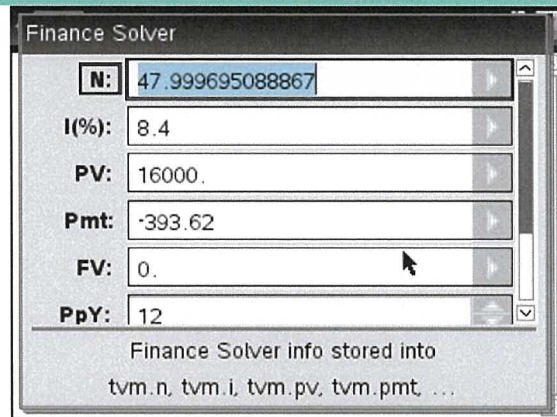 Finance Solver
N: 47.999695088867
I(%): 8.4
PV: 16000.
Pmt: -393.62
FV: 0.
PpY: 12
Finance Solver info stored into
tvm.n, tvm.i, tvm.pv, tvm.pmt, ...